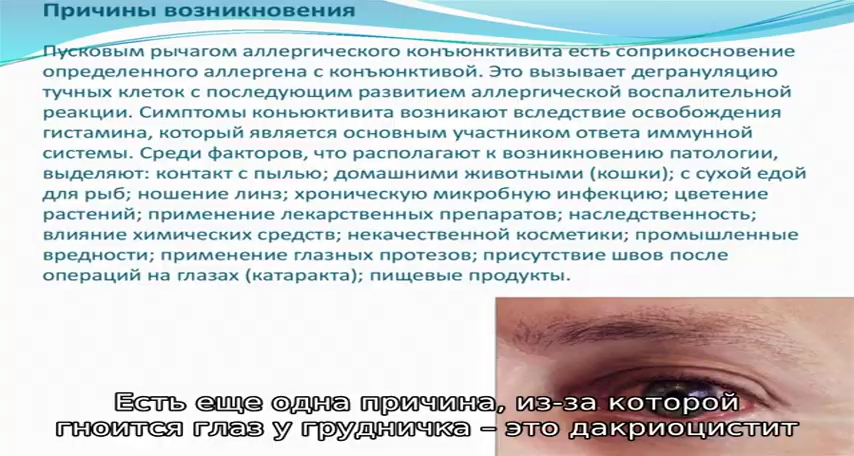 Причины возникновения
Пусковым рычагом аллергического конъюнктивита есть соприкосновение
определенного аллергена с конъюнктивой. Это вызывает дегрануляцию
тучных клеток с последующим развитием аллергической воспалительной
реакции. Симптомы коньюктивита возникают вследствие освобождения
гистамина, который является основным участником ответа иммунной
системы. Среди факторов, что располагают к возникновению патологии,
выделяют: контакт с пылью; домашними животными (кошки); с сухой едой
для рыб; ношение линз; хроническую микробную инфекцию; цветение
растений; применение лекарственных препаратов; наследственность;
влияние химических средств; некачественной косметики; промышленные
вредности; применение глазных протезов; присутствие швов после
операций на глазах (катаракта); пищевые продукты.
Есть еще одна причина, из-за которой
гноится глаз у грудничка – это дакриоцистит